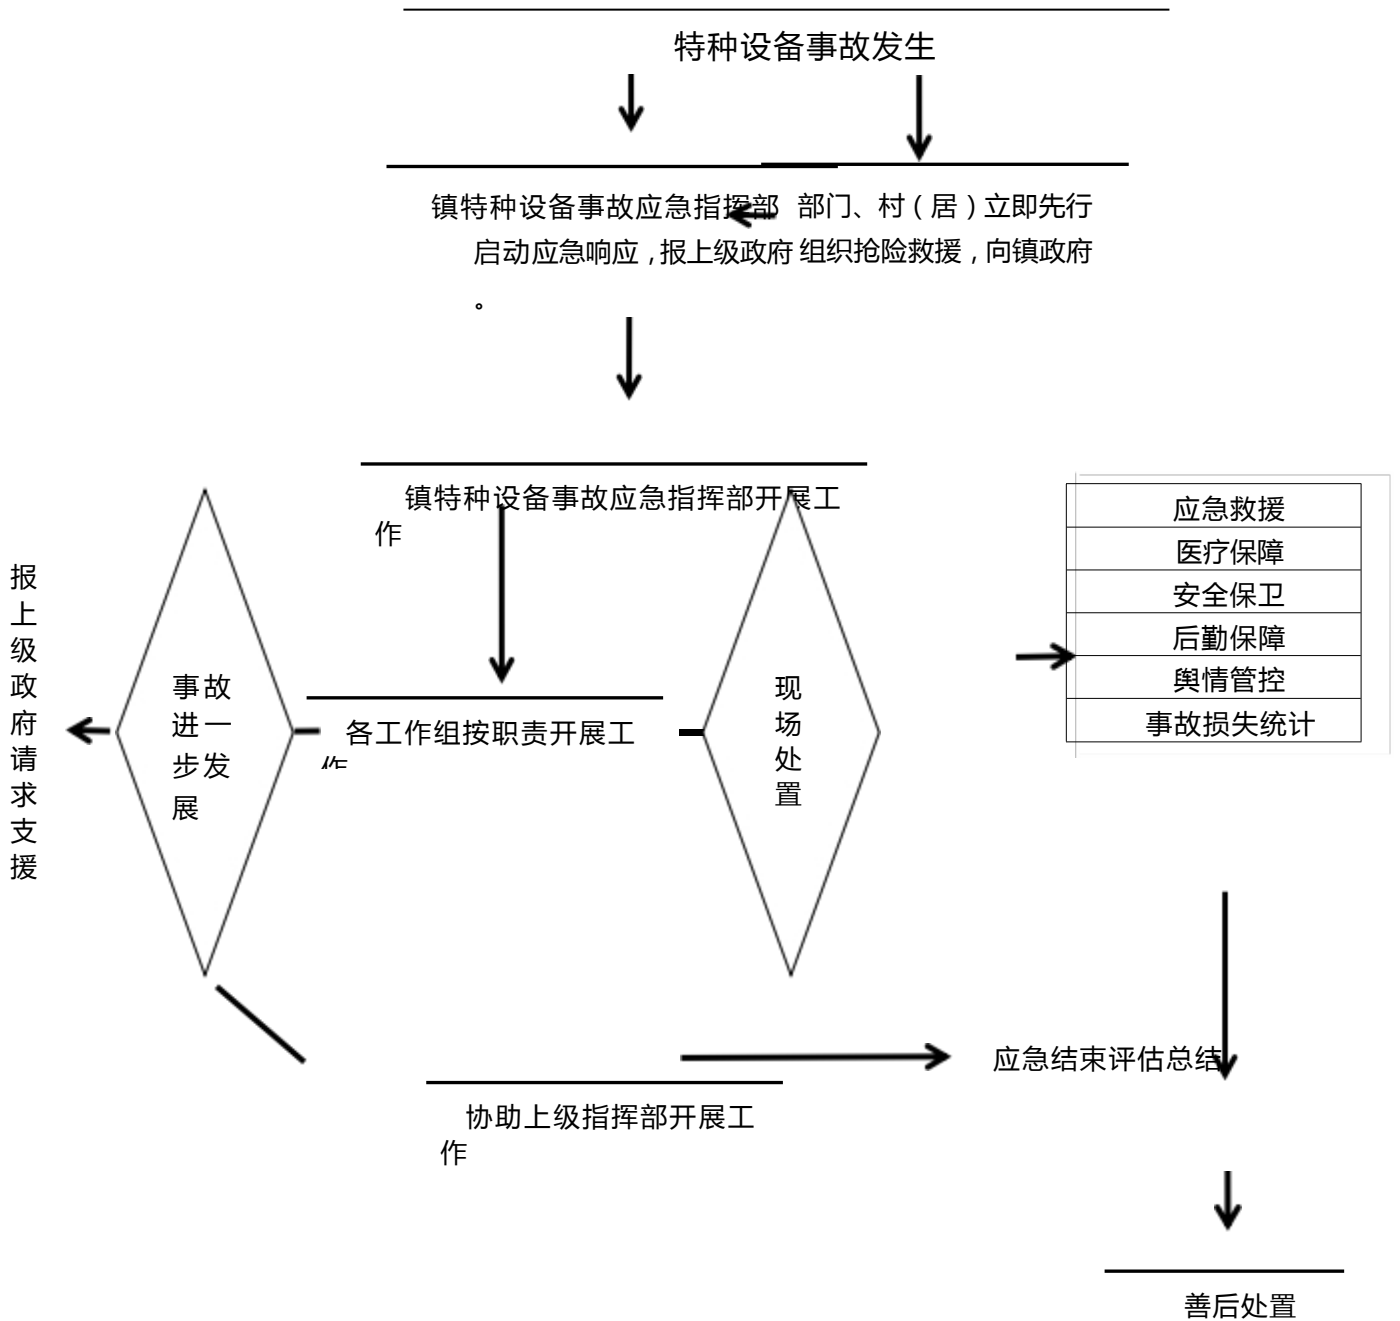 特种设备事故发生
镇特种设备事故应急指挥部
启动应急响应,报上级政府
。
部门、村(居)立即先行
组织抢险救援,向镇政府
镇特种设备事故应急指挥部开展工
作
应急救援
医疗保障
安全保卫
后勤保障
舆情管控
事故损失统计
报
上
级
政
府
请
求
支
援
事故
进一
步发
展
各工作组按职责开展工
作
现
场
处
置
应急结束评估总结
协助上级指挥部开展工
作
善后处置